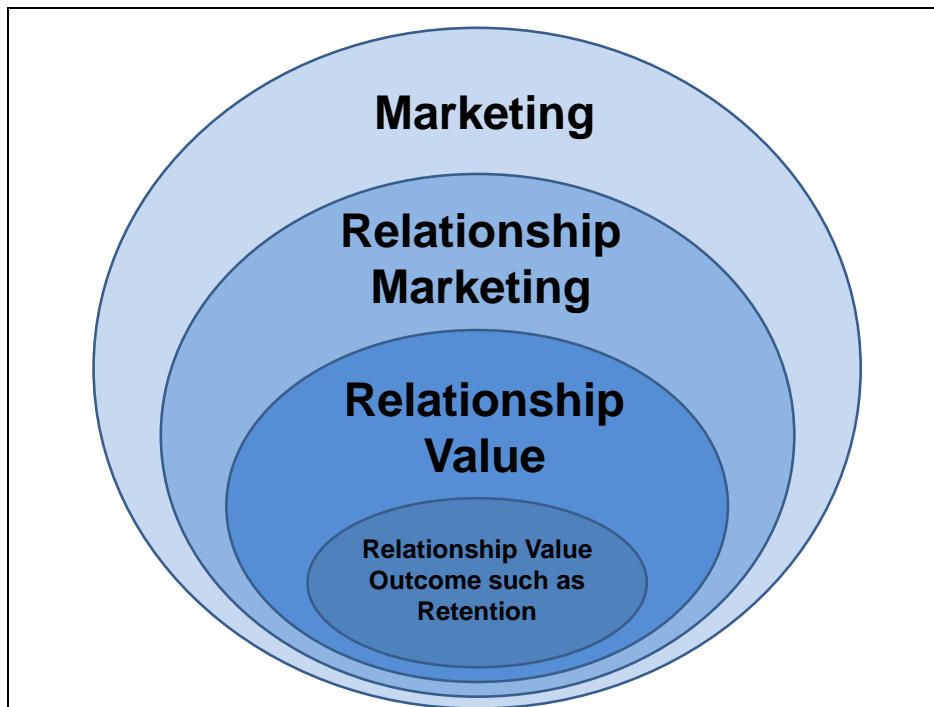 Marketing
Relationship
Marketing
Relationship
Value
Relationship Value
Outcome such as
Retention